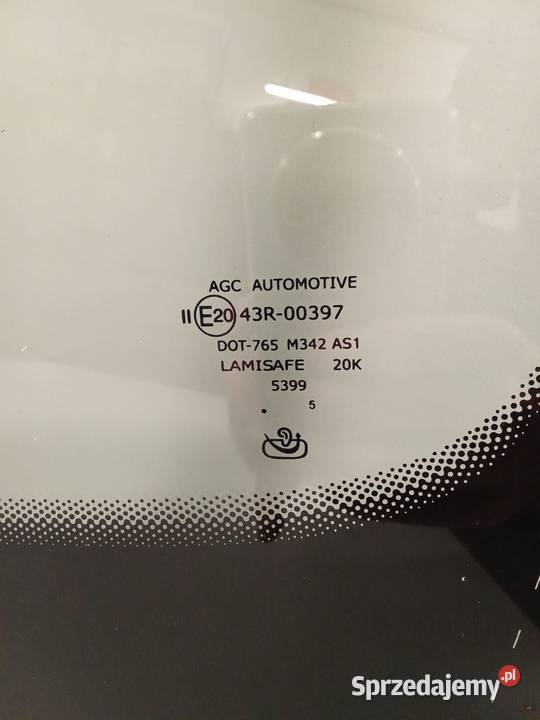 AGC AUTOMOTIVE
II E20 43R-00397
DOT-765 M342 AS1
LAMISAFE 20K
5399
. 5
Sprzedajemy.pl